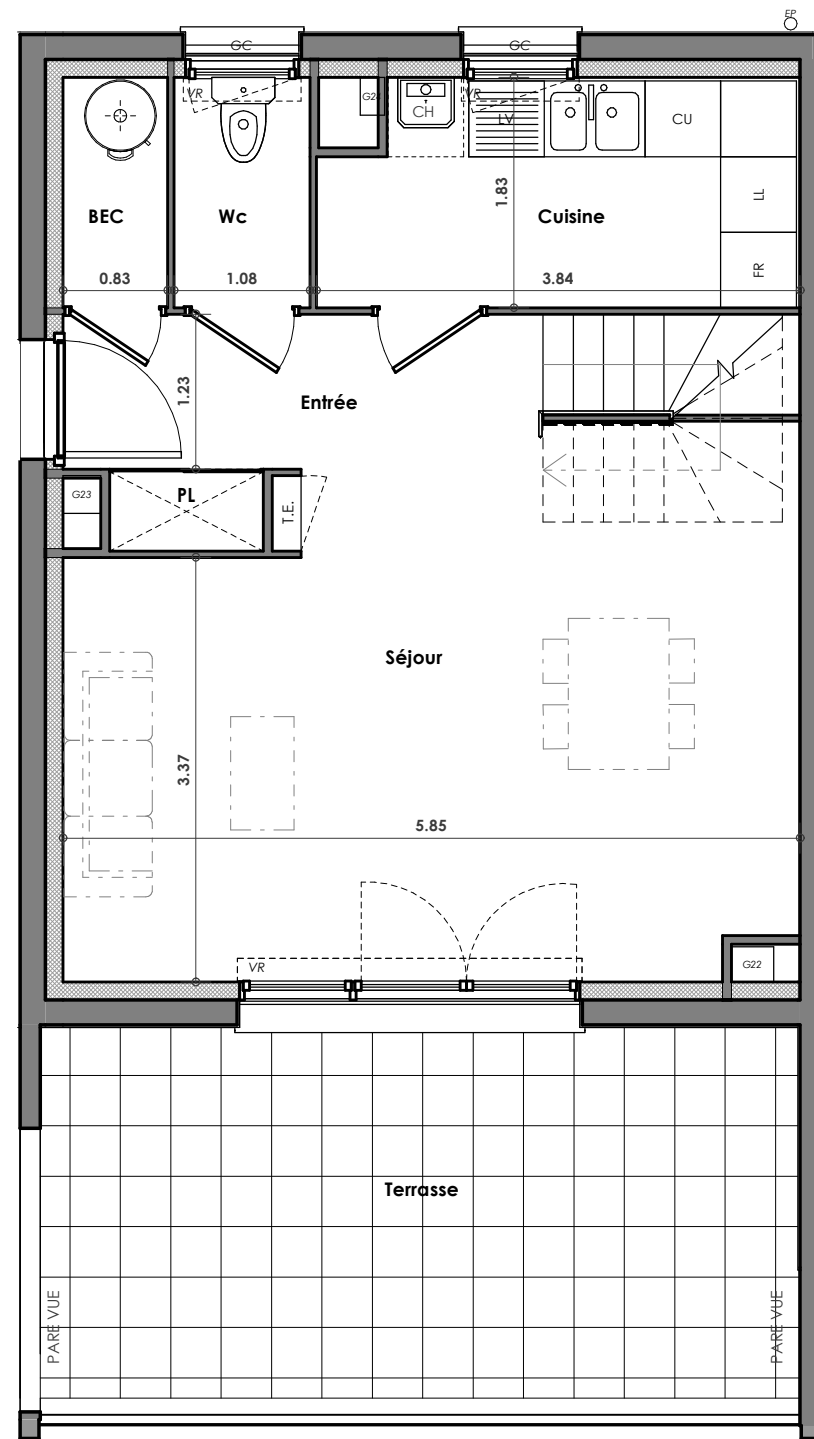 EP
GC
GC
VR
G24
CH
VR
LV
CU
BEC
Wc
1.83
Cuisine
LL
FR
0.83
1.08
3.84
1.23
Entrée
G23
PL
T.E.
Séjour
3.37
5.85
VR
G22
Terrasse
PARE VUE
PARE VUE